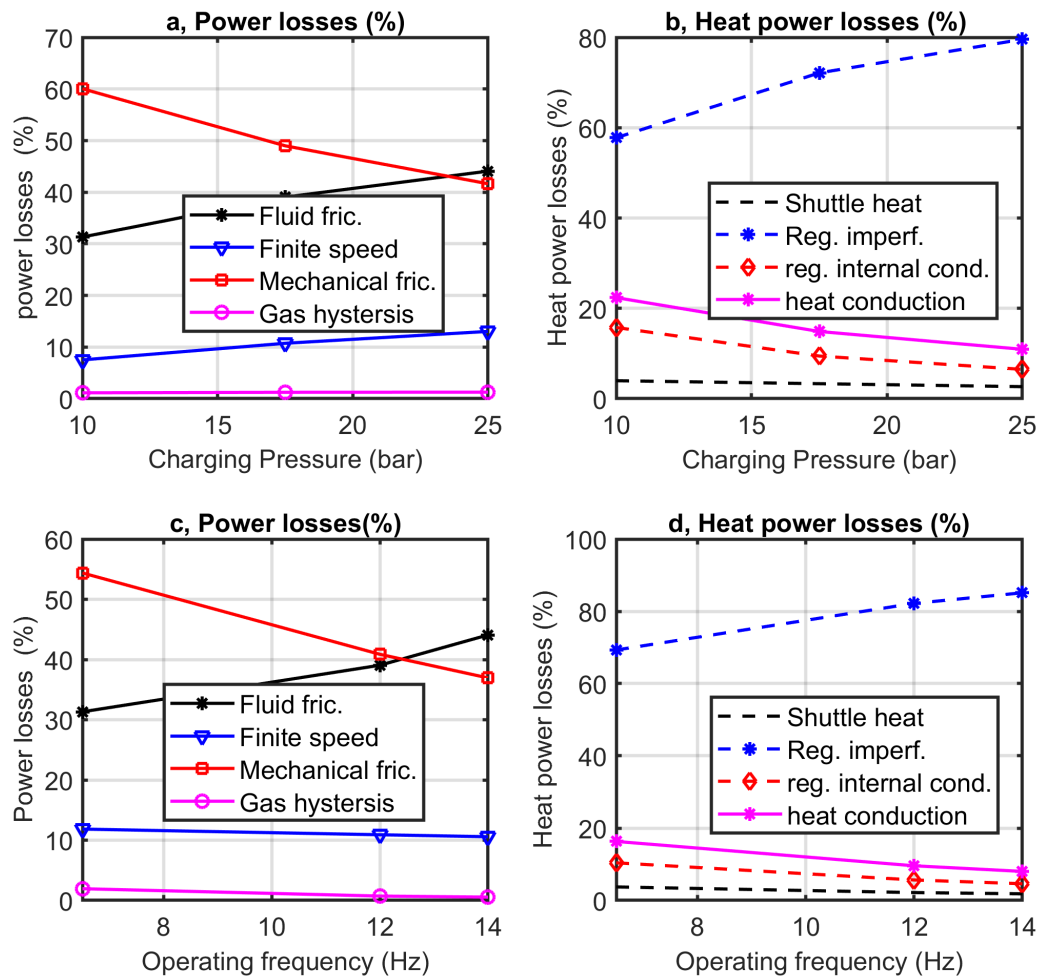 a, Power losses (%)
70
60
50
40
30
20
10
0
power losses (%)
Fluid fric.
Finite speed
Mechanical fric.
Gas hystersis
10
15
20
25
Charging Pressure (bar)
b, Heat power losses (%)
80
60
40
20
0
Heat power losses (%)
Shuttle heat
Reg. imperf.
reg. internal cond.
heat conduction
10
15
20
25
Charging Pressure (bar)
c, Power losses(%)
60
50
40
30
20
10
0
Power losses (%)
Fluid fric.
Finite speed
Mechanical fric.
Gas hystersis
8
10
12
14
Operating frequency (Hz)
d, Heat power losses (%)
100
80
60
40
20
0
Heat power losses (%)
Shuttle heat
Reg. imperf.
reg. internal cond.
heat conduction
8
10
12
14
Operating frequency (Hz)